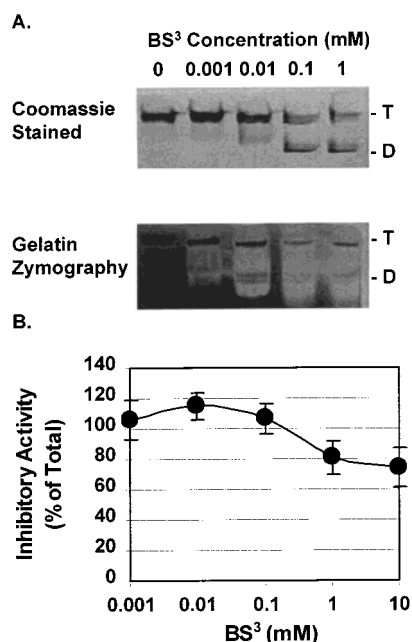 A.
BS³ Concentration (mM)
0 0.001 0.01 0.1 1
Coomassie
Stained
- T
- D
Gelatin
Zymography
- T
- D
B.
Inhibitory Activity
(% of Total)
140
120
100
80
60
40
20
0
0.001 0.01 0.1 1 10
BS³ (mM)